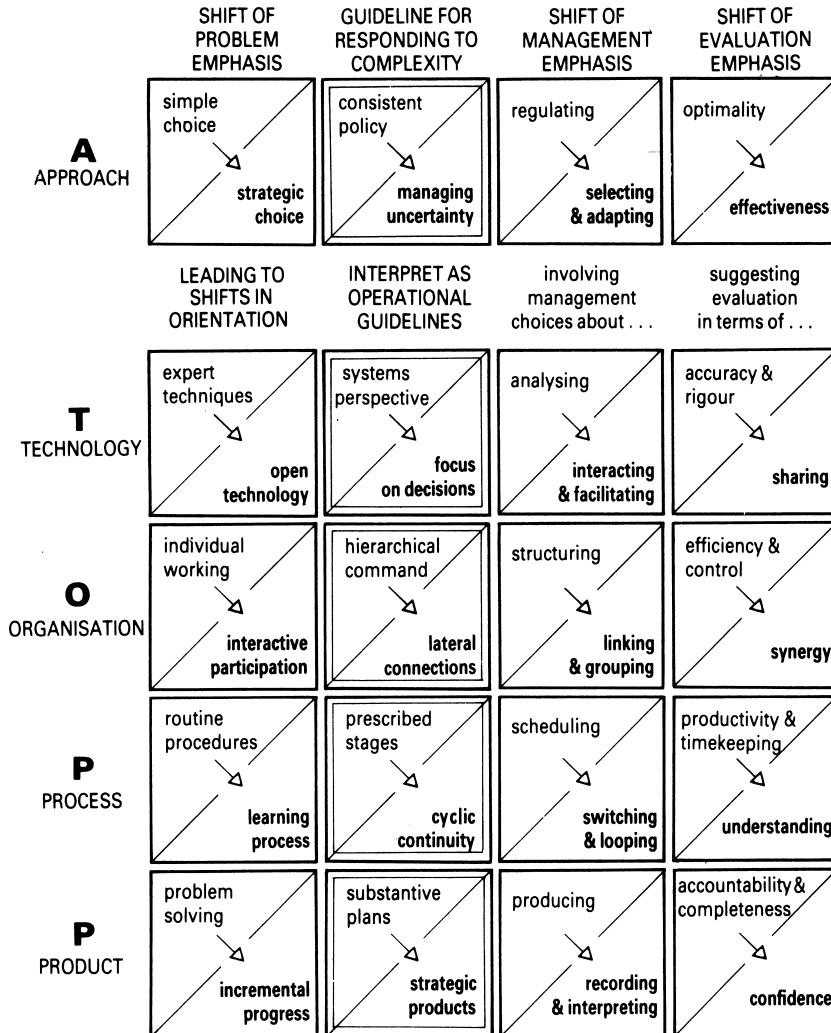 SHIFT OF
PROBLEM
EMPHASIS
GUIDELINE FOR
RESPONDING TO
COMPLEXITY
SHIFT OF
MANAGEMENT
EMPHASIS
SHIFT OF
EVALUATION
EMPHASIS
A
APPROACH
simple
choice
strategic
choice
consistent
policy
managing
uncertainty
regulating
selecting
& adapting
optimality
effectiveness
LEADING TO
SHIFTS IN
ORIENTATION
INTERPRET AS
OPERATIONAL
GUIDELINES
involving
management
choices about . . .
suggesting
evaluation
in terms of . . .
T
TECHNOLOGY
expert
techniques
open
technology
systems
perspective
focus
on decisions
analysing
interacting
& facilitating
accuracy &
rigour
sharing
O
ORGANISATION
individual
working
interactive
participation
hierarchical
command
lateral
connections
structuring
linking
& grouping
efficiency &
control
synergy
P
PROCESS
routine
procedures
learning
process
prescribed
stages
cyclic
continuity
scheduling
switching
& looping
productivity &
timekeeping
understanding
P
PRODUCT
problem
solving
incremental
progress
substantive
plans
strategic
products
producing
recording
& interpreting
accountability &
completeness
confidence